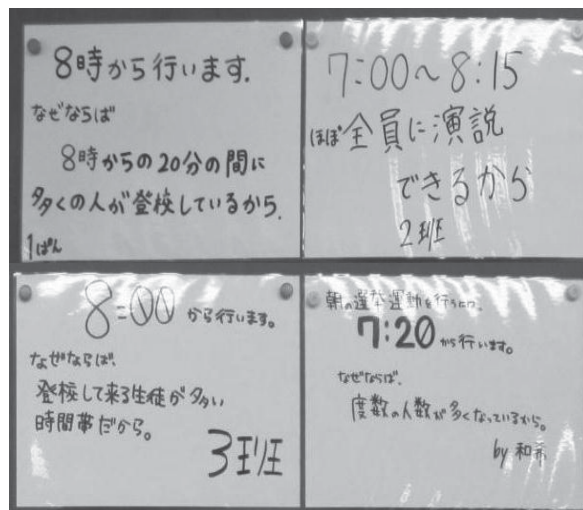 8時から行います.
なぜならば
8時からの20分の間に
多くの人が登校しているから.
1ぱん
7:00〜8:15
ほぼ全員に演説
できるから
2班
8:00から行います。
なぜならば、
登校して来る生徒が多い
時間帯だから。
3班
朝の選挙運動を行うには、
7:20から行います。
なぜならば、
度数の人数が多くなっているから。
by 和希